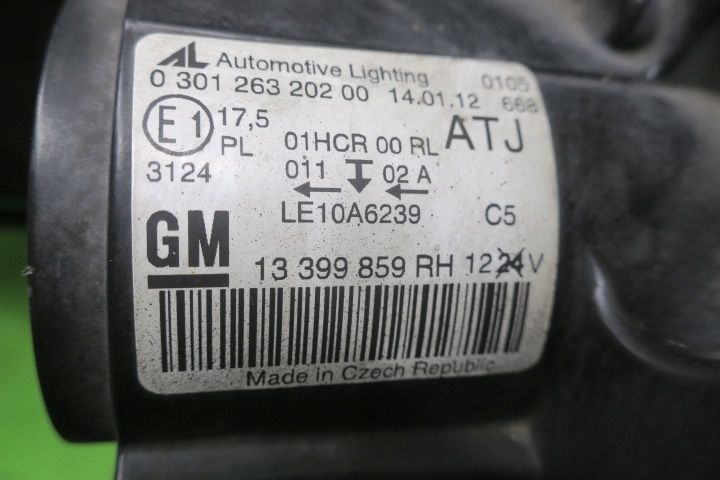 AL Automotive Lighting 0105
0 301 263 202 00 14.01.12 668
E1 17,5 PL 01HCR 00 RL ATJ
3124 011 02 A
LE10A6239 C5
GM 13 399 859 RH 12 24 V
Made in Czech Republic